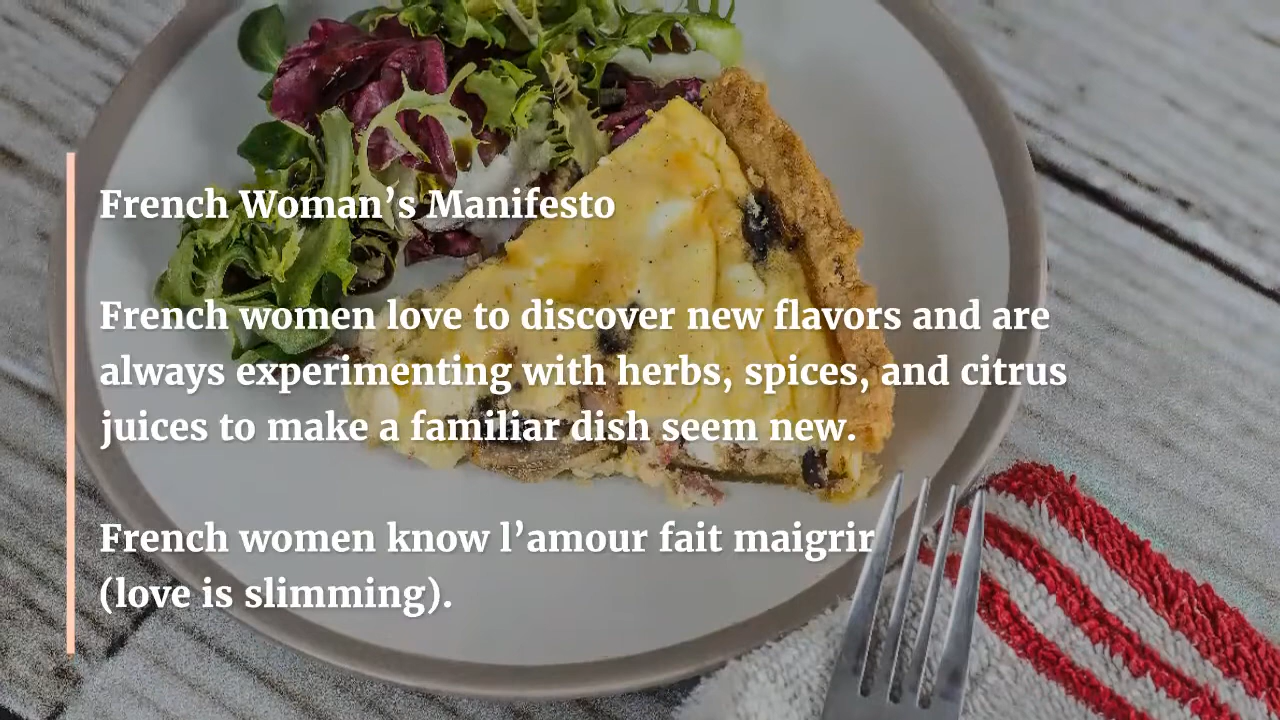 French Woman’s Manifesto
French women love to discover new flavors and are
always experimenting with herbs, spices, and citrus
juices to make a familiar dish seem new.
French women know l’amour fait maigrir
(love is slimming).